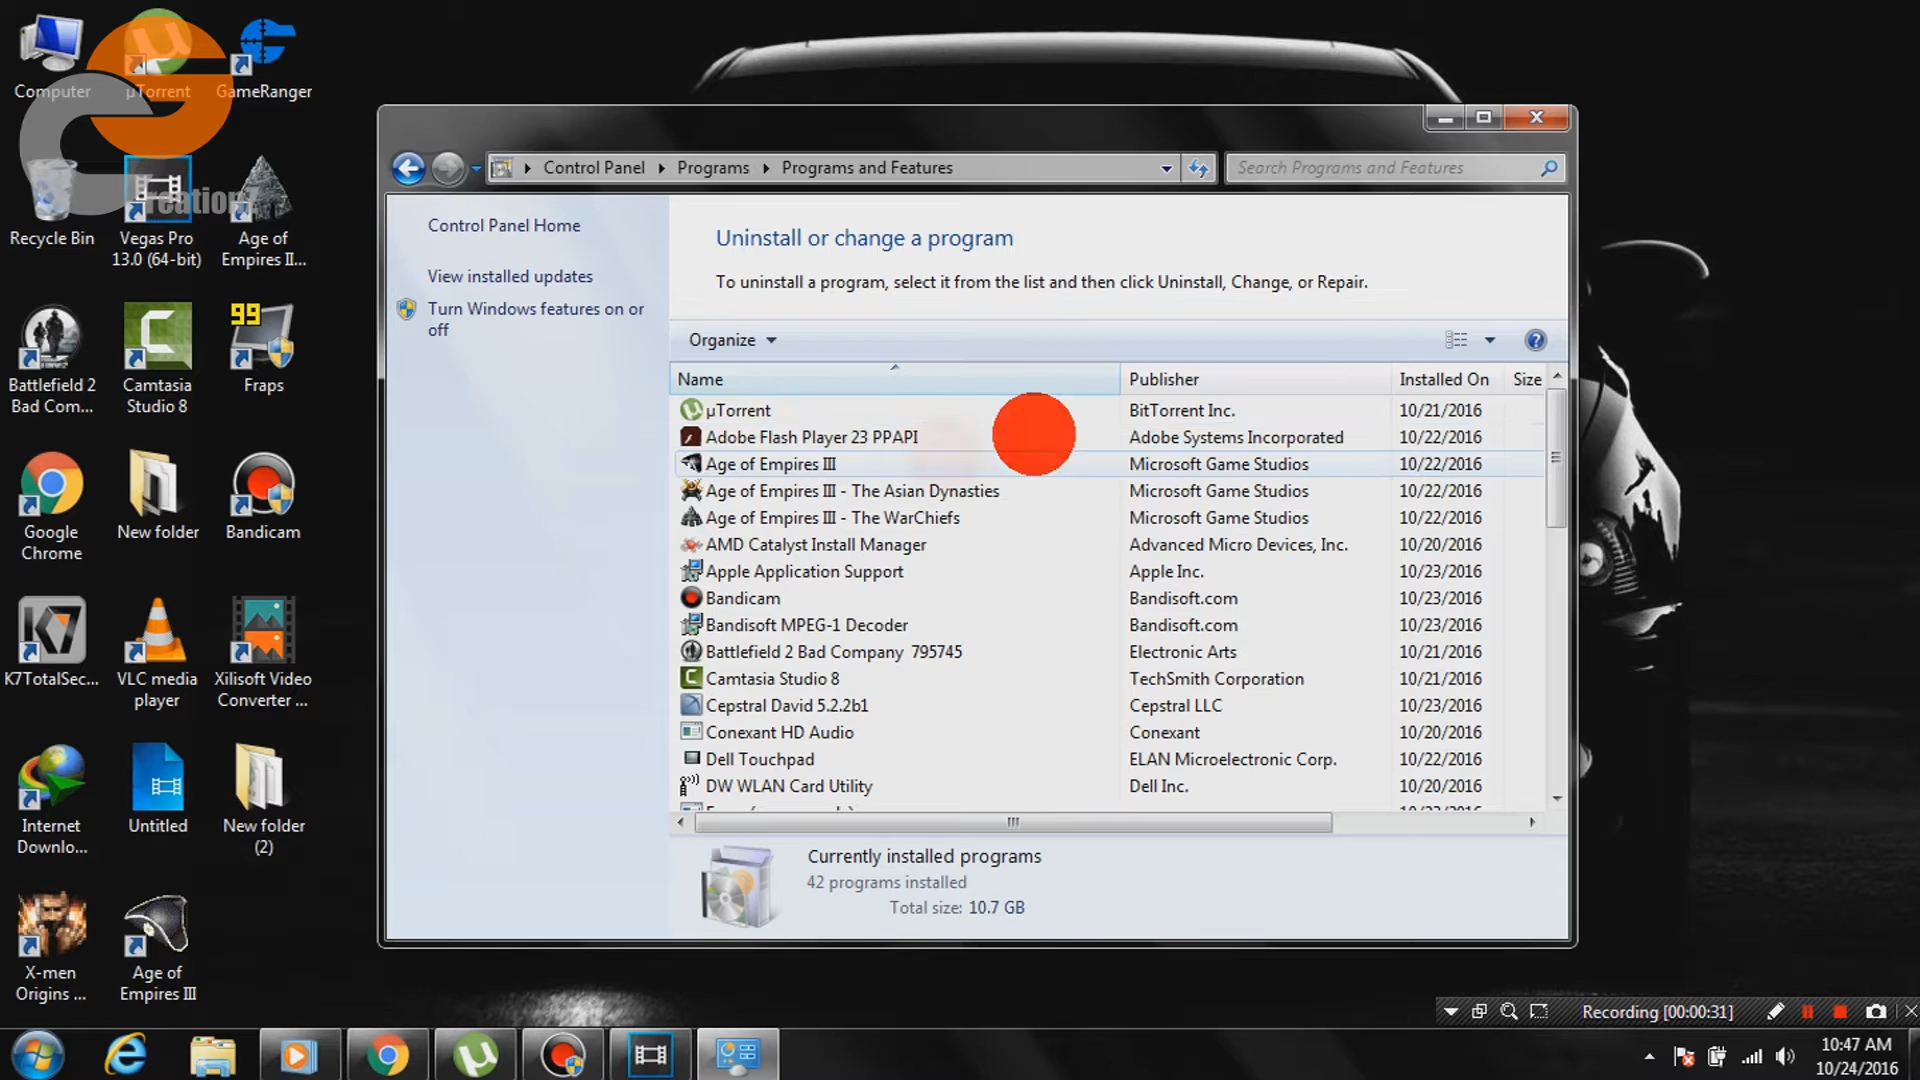 Computer
µTorrent
GameRanger
reation
Recycle Bin
Vegas Pro
13.0 (64-bit)
Age of
Empires II...
Battlefield 2
Bad Com...
Camtasia
Studio 8
99
Fraps
Google
Chrome
New folder
Bandicam
K7TotalSec...
VLC media
player
Xilisoft Video
Converter ...
Internet
Downlo...
Untitled
New folder
(2)
X-men
Origins ...
Age of
Empires III
Control Panel
Programs
Programs and Features
Search Programs and Features
Control Panel Home
View installed updates
Turn Windows features on or
off
Uninstall or change a program
To uninstall a program, select it from the list and then click Uninstall, Change, or Repair.
Organize
Name Publisher Installed On Size
µTorrent BitTorrent Inc. 10/21/2016
Adobe Flash Player 23 PPAPI Adobe Systems Incorporated 10/22/2016
Age of Empires III Microsoft Game Studios 10/22/2016
Age of Empires III - The Asian Dynasties Microsoft Game Studios 10/22/2016
Age of Empires III - The WarChiefs Microsoft Game Studios 10/22/2016
AMD Catalyst Install Manager Advanced Micro Devices, Inc. 10/20/2016
Apple Application Support Apple Inc. 10/23/2016
Bandicam Bandisoft.com 10/23/2016
Bandisoft MPEG-1 Decoder Bandisoft.com 10/23/2016
Battlefield 2 Bad Company 795745 Electronic Arts 10/21/2016
Camtasia Studio 8 TechSmith Corporation 10/21/2016
Cepstral David 5.2.2b1 Cepstral LLC 10/23/2016
Conexant HD Audio Conexant 10/20/2016
Dell Touchpad ELAN Microelectronic Corp. 10/22/2016
DW WLAN Card Utility Dell Inc. 10/20/2016
Currently installed programs
42 programs installed
Total size: 10.7 GB
Recording [00:00:31]
10:47 AM
10/24/2016